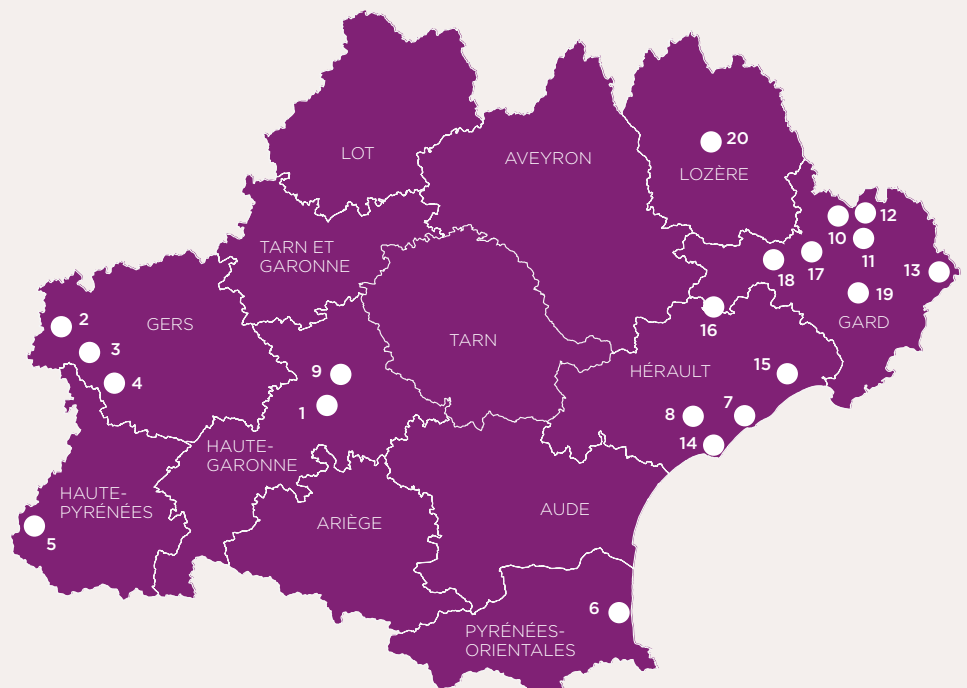 LOT
AVEYRON
20
LOZÈRE
12
10
11
17
18
13
19
GARD
16
TARN ET
GARONNE
2
GERS
3
4
TARN
9
1
HÉRAULT
15
8
7
14
HAUTE-
GARONNE
HAUTE-
PYRÉNÉES
5
ARIÈGE
AUDE
6
PYRÉNÉES-
ORIENTALES